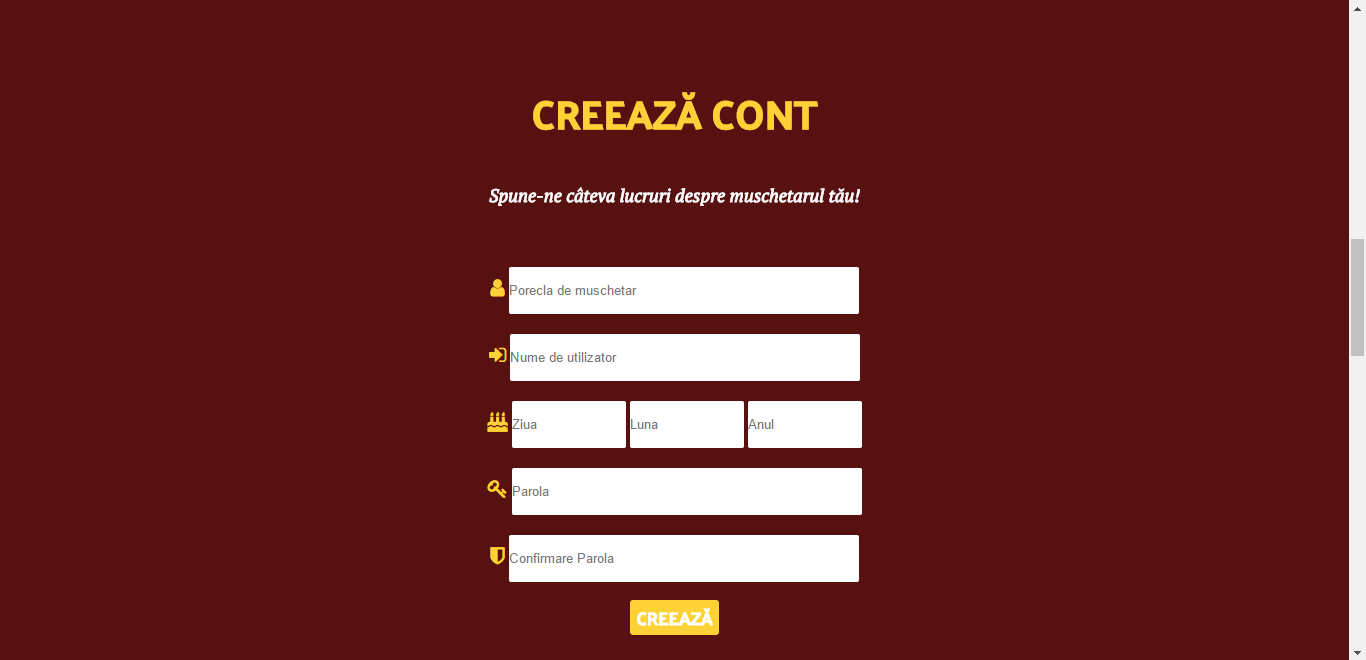 CREEAZĂ CONT
Spune-ne câteva lucruri despre muschetarul tău!
Porecla de muschetar
Nume de utilizator
Ziua Luna Anul
Parola
Confirmare Parola
CREEAZĂ